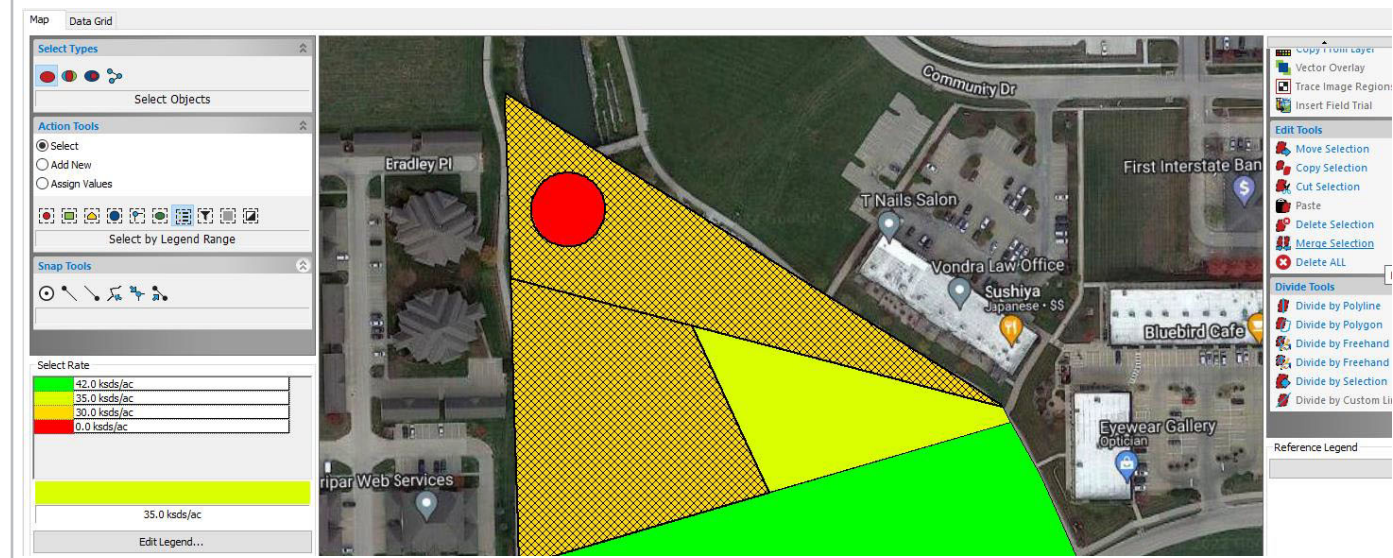 Map
Data Grid
Select Types
Select Objects
Action Tools
Select
Add New
Assign Values
Select by Legend Range
Snap Tools
Select Rate
42.0 ksds/ac
35.0 ksds/ac
30.0 ksds/ac
0.0 ksds/ac
35.0 ksds/ac
Edit Legend...
Community Dr
Eradley Pl
First Interstate Ban
T Nails Salon
Vondra Law Office
Sushiya
Japanese • $$
Bluebird Cafe
Eyewear Gallery
Optician
ripar Web Services
Copy From Layer
Vector Overlay
Trace Image Regions
Insert Field Trial
Edit Tools
Move Selection
Copy Selection
Cut Selection
Paste
Delete Selection
Merge Selection
Delete ALL
Divide Tools
Divide by Polyline
Divide by Polygon
Divide by Freehand
Divide by Freehand
Divide by Selection
Divide by Custom Li
Reference Legend